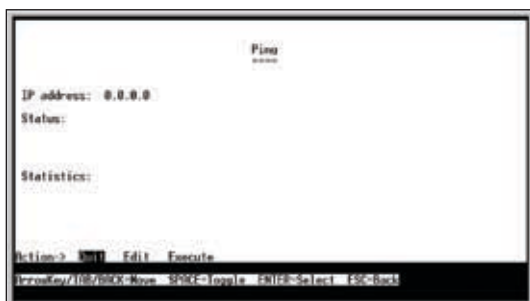 Ping
====
IP address: 0.0.0.0
Status:
Statistics:
Action-> Quit Edit Execute
ArrowKey/TAB/BACK-Move SPACE-Toggle ENTER-Select ESC-Back